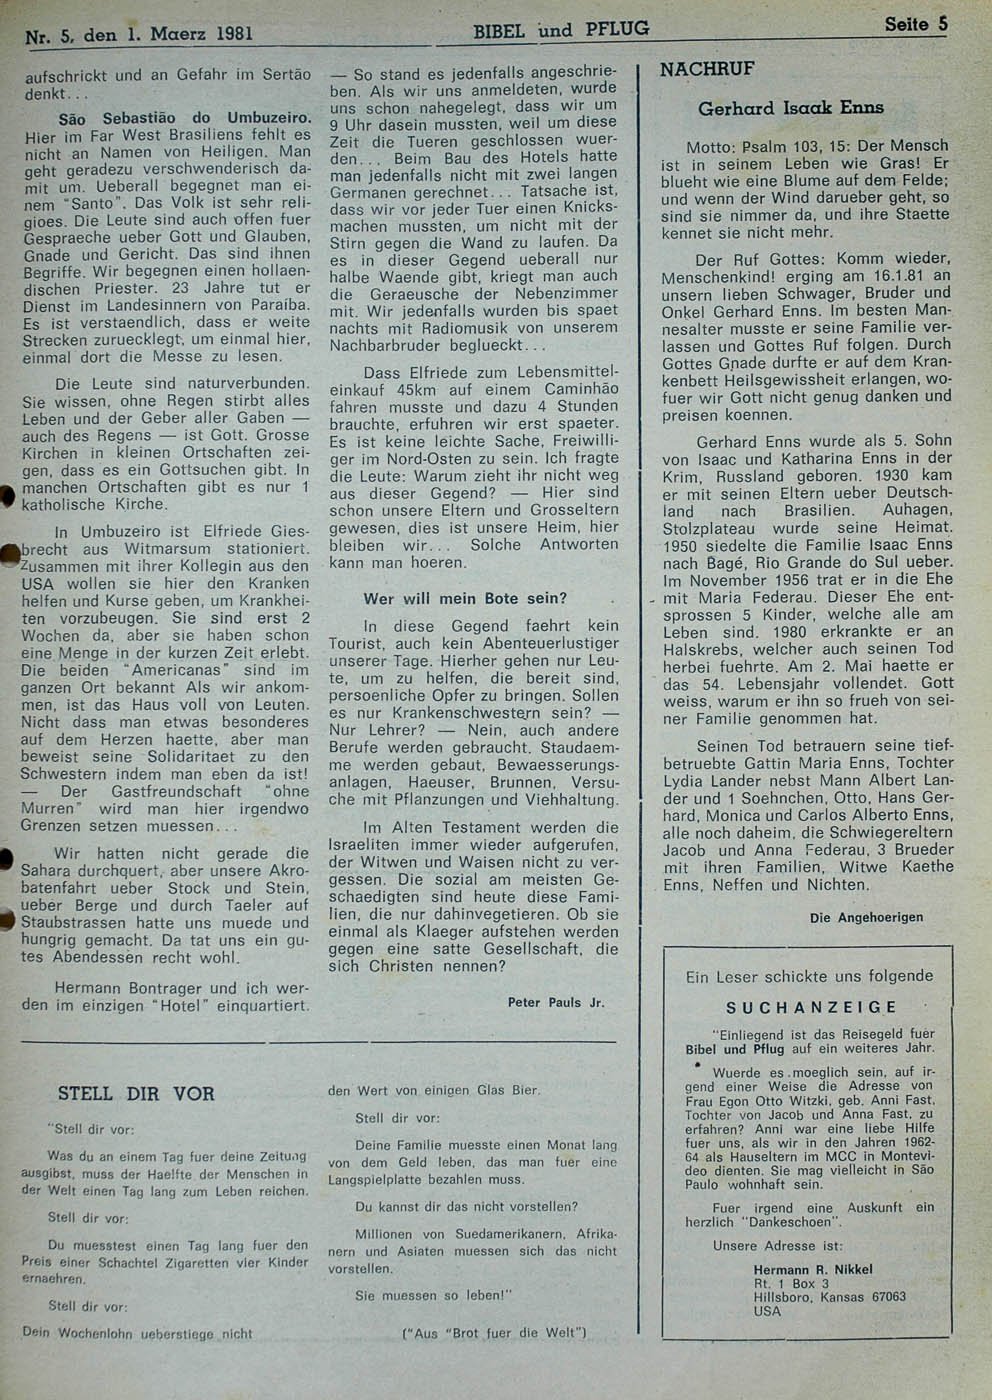 Nr. 5, den 1. Maerz 1981 BIBEL und PFLUG Seite 5
aufschrickt und an Gefahr im Sertão
denkt...
São Sebastião do Umbuzeiro.
Hier im Far West Brasiliens fehlt es
nicht an Namen von Heiligen. Man
geht geradezu verschwenderisch da-
mit um. Ueberall begegnet man ei-
nem "Santo". Das Volk ist sehr reli-
gioes. Die Leute sind auch offen fuer
Gespraeche ueber Gott und Glauben,
Gnade und Gericht. Das sind ihnen
Begriffe. Wir begegnen einen hollaen-
dischen Priester. 23 Jahre tut er
Dienst im Landesinnern von Paraíba.
Es ist verstaendlich, dass er weite
Strecken zuruecklegt, um einmal hier,
einmal dort die Messe zu lesen.
Die Leute sind naturverbunden.
Sie wissen, ohne Regen stirbt alles
Leben und der Geber aller Gaben —
auch des Regens — ist Gott. Grosse
Kirchen in kleinen Ortschaften zei-
gen, dass es ein Gottsuchen gibt. In
manchen Ortschaften gibt es nur 1
katholische Kirche.
In Umbuzeiro ist Elfriede Gies-
brecht aus Witmarsum stationiert.
Zusammen mit ihrer Kollegin aus den
USA wollen sie hier den Kranken
helfen und Kurse geben, um Krankhei-
ten vorzubeugen. Sie sind erst 2
Wochen da, aber sie haben schon
eine Menge in der kurzen Zeit erlebt.
Die beiden "Americanas" sind im
ganzen Ort bekannt Als wir ankom-
men, ist das Haus voll von Leuten.
Nicht dass man etwas besonderes
auf dem Herzen haette, aber man
beweist seine Solidaritaet zu den
Schwestern indem man eben da ist!
— Der Gastfreundschaft "ohne
Murren" wird man hier irgendwo
Grenzen setzen muessen...
Wir hatten nicht gerade die
Sahara durchquert, aber unsere Akro-
batenfahrt ueber Stock und Stein,
ueber Berge und durch Taeler auf
Staubstrassen hatte uns muede und
hungrig gemacht. Da tat uns ein gu-
tes Abendessen recht wohl.
Hermann Bontrager und ich wer-
den im einzigen "Hotel" einquartiert.
— So stand es jedenfalls angeschrie-
ben. Als wir uns anmeldeten, wurde
uns schon nahegelegt, dass wir um
9 Uhr dasein mussten, weil um diese
Zeit die Tueren geschlossen wuer-
den... Beim Bau des Hotels hatte
man jedenfalls nicht mit zwei langen
Germanen gerechnet... Tatsache ist,
dass wir vor jeder Tuer einen Knicks-
machen mussten, um nicht mit der
Stirn gegen die Wand zu laufen. Da
es in dieser Gegend ueberall nur
halbe Waende gibt, kriegt man auch
die Geraeusche der Nebenzimmer
mit. Wir jedenfalls wurden bis spaet
nachts mit Radiomusik von unserem
Nachbarbruder beglueckt...
Dass Elfriede zum Lebensmittel-
einkauf 45km auf einem Caminhão
fahren musste und dazu 4 Stunden
brauchte, erfuhren wir erst spaeter.
Es ist keine leichte Sache, Freiwilli-
ger im Nord-Osten zu sein. Ich fragte
die Leute: Warum zieht ihr nicht weg
aus dieser Gegend? — Hier sind
schon unsere Eltern und Grosseltern
gewesen, dies ist unsere Heim, hier
bleiben wir... Solche Antworten
kann man hoeren.
Wer will mein Bote sein?
In diese Gegend faehrt kein
Tourist, auch kein Abenteuerlustiger
unserer Tage. Hierher gehen nur Leu-
te, um zu helfen, die bereit sind,
persoenliche Opfer zu bringen. Sollen
es nur Krankenschwestern sein? —
Nur Lehrer? — Nein, auch andere
Berufe werden gebraucht. Staudaem-
me werden gebaut, Bewaesserungs-
anlagen, Haeuser, Brunnen, Versu-
che mit Pflanzungen und Viehhaltung.
Im Alten Testament werden die
Israeliten immer wieder aufgerufen,
der Witwen und Waisen nicht zu ver-
gessen. Die sozial am meisten Ge-
schaedigten sind heute diese Fami-
lien, die nur dahinvegetieren. Ob sie
einmal als Klaeger aufstehen werden
gegen eine satte Gesellschaft, die
sich Christen nennen?
Peter Pauls Jr.
NACHRUF
Gerhard Isaak Enns
Motto: Psalm 103, 15: Der Mensch
ist in seinem Leben wie Gras! Er
blueht wie eine Blume auf dem Felde;
und wenn der Wind darueber geht, so
sind sie nimmer da, und ihre Staette
kennet sie nicht mehr.
Der Ruf Gottes: Komm wieder,
Menschenkind! erging am 16.1.81 an
unsern lieben Schwager, Bruder und
Onkel Gerhard Enns. Im besten Man-
nesalter musste er seine Familie ver-
lassen und Gottes Ruf folgen. Durch
Gottes Gnade durfte er auf dem Kran-
kenbett Heilsgewissheit erlangen, wo-
fuer wir Gott nicht genug danken und
preisen koennen.
Gerhard Enns wurde als 5. Sohn
von Isaac und Katharina Enns in der
Krim, Russland geboren. 1930 kam
er mit seinen Eltern ueber Deutsch-
land nach Brasilien. Auhagen,
Stolzplateau wurde seine Heimat.
1950 siedelte die Familie Isaac Enns
nach Bagé, Rio Grande do Sul ueber.
Im November 1956 trat er in die Ehe
mit Maria Federau. Dieser Ehe ent-
sprossen 5 Kinder, welche alle am
Leben sind. 1980 erkrankte er an
Halskrebs, welcher auch seinen Tod
herbei fuehrte. Am 2. Mai haette er
das 54. Lebensjahr vollendet. Gott
weiss, warum er ihn so frueh von sei-
ner Familie genommen hat.
Seinen Tod betrauern seine tief-
betruebte Gattin Maria Enns, Tochter
Lydia Lander nebst Mann Albert Lan-
der und 1 Soehnchen, Otto, Hans Ger-
hard, Monica und Carlos Alberto Enns,
alle noch daheim, die Schwiegereltern
Jacob und Anna Federau, 3 Brueder
mit ihren Familien, Witwe Kaethe
Enns, Neffen und Nichten.
Die Angehoerigen
STELL DIR VOR
"Stell dir vor:
Was du an einem Tag fuer deine Zeitung
ausgibst, muss der Haelfte der Menschen in
der Welt einen Tag lang zum Leben reichen.
Stell dir vor:
Du muesstest einen Tag lang fuer den
Preis einer Schachtel Zigaretten vier Kinder
ernaehren.
Stell dir vor:
Dein Wochenlohn ueberstiege nicht
den Wert von einigen Glas Bier.
Stell dir vor:
Deine Familie muesste einen Monat lang
von dem Geld leben, das man fuer eine
Langspielplatte bezahlen muss.
Du kannst dir das nicht vorstellen?
Millionen von Suedamerikanern, Afrika-
nern und Asiaten muessen sich das nicht
vorstellen.
Sie muessen so leben!"
("Aus "Brot fuer die Welt")
Ein Leser schickte uns folgende
SUCHANZEIGE
"Einliegend ist das Reisegeld fuer
Bibel und Pflug auf ein weiteres Jahr.
Wuerde es moeglich sein, auf ir-
gend einer Weise die Adresse von
Frau Egon Otto Witzki, geb. Anni Fast,
Tochter von Jacob und Anna Fast, zu
erfahren? Anni war eine liebe Hilfe
fuer uns, als wir in den Jahren 1962-
64 als Hauseltern im MCC in Montevi-
deo dienten. Sie mag vielleicht in São
Paulo wohnhaft sein.
Fuer irgend eine Auskunft ein
herzlich "Dankeschoen".
Unsere Adresse ist:
Hermann R. Nikkel
Rt. 1 Box 3
Hillsboro, Kansas 67063
USA